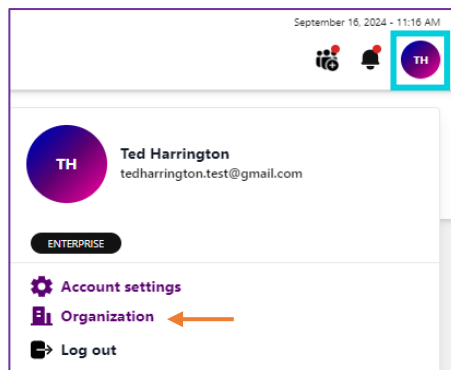 September 16, 2024 - 11:16 AM
TH
TH
Ted Harrington
tedharrington.test@gmail.com
ENTERPRISE
Account settings
Organization
Log out